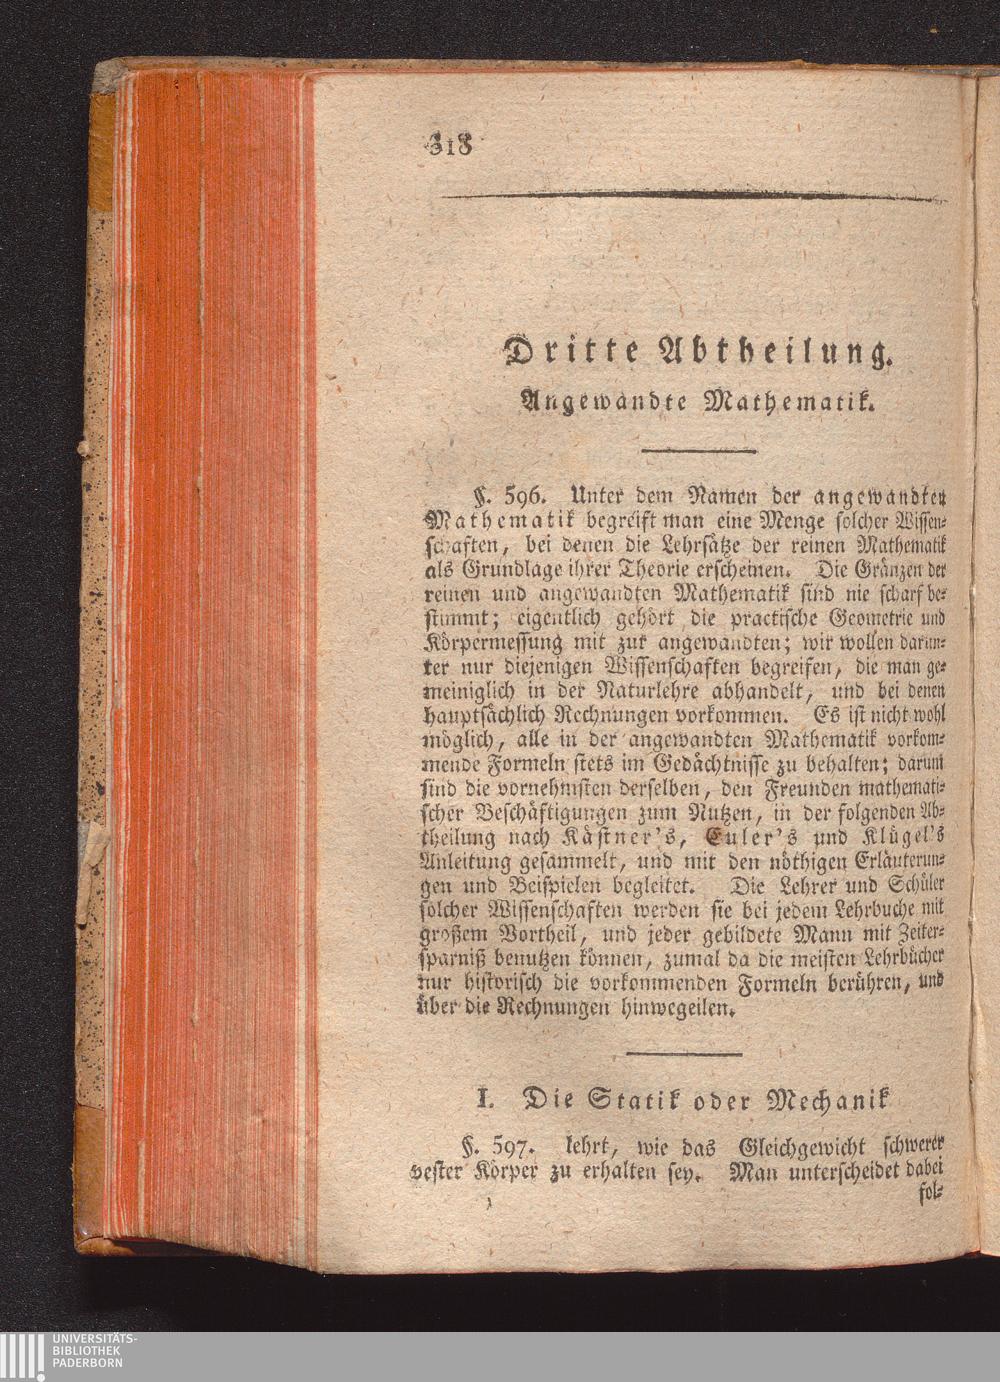 318
Dritte Abtheilung.
Angewandte Mathematik.
§. 596. Unter dem Namen der angewandten
Mathematik begreift man eine Menge solcher Wissen-
schaften, bei denen die Lehrsätze der reinen Mathematik
als Grundlage ihrer Theorie erscheinen. Die Gränzen der
reinen und angewandten Mathematik sind nie scharf be-
stimmt; eigentlich gehört die practische Geometrie und
Körpermessung mit zur angewandten; wir wollen darun-
ter nur diejenigen Wissenschaften begreifen, die man ge-
meiniglich in der Naturlehre abhandelt, und bei denen
hauptsächlich Rechnungen vorkommen. Es ist nicht wohl
möglich, alle in der angewandten Mathematik vorkom-
mende Formeln stets im Gedächtnisse zu behalten; darum
sind die vornehmsten derselben, den Freunden mathemati-
scher Beschäftigungen zum Nutzen, in der folgenden Ab-
theilung nach Kästner's, Euler's und Klügel's
Anleitung gesammelt, und mit den nöthigen Erläuterun-
gen und Beispielen begleitet. Die Lehrer und Schüler
solcher Wissenschaften werden sie bei jedem Lehrbuche mit
großem Vortheil, und jeder gebildete Mann mit Zeiter-
sparniß benutzen können, zumal da die meisten Lehrbücher
nur historisch die vorkommenden Formeln berühren, und
über die Rechnungen hinwegeilen.
I. Die Statik oder Mechanik
§. 597. lehrt, wie das Gleichgewicht schwerer
vester Körper zu erhalten sey. Man unterscheidet dabei
fol-
UNIVERSITÄTS-
BIBLIOTHEK
PADERBORN